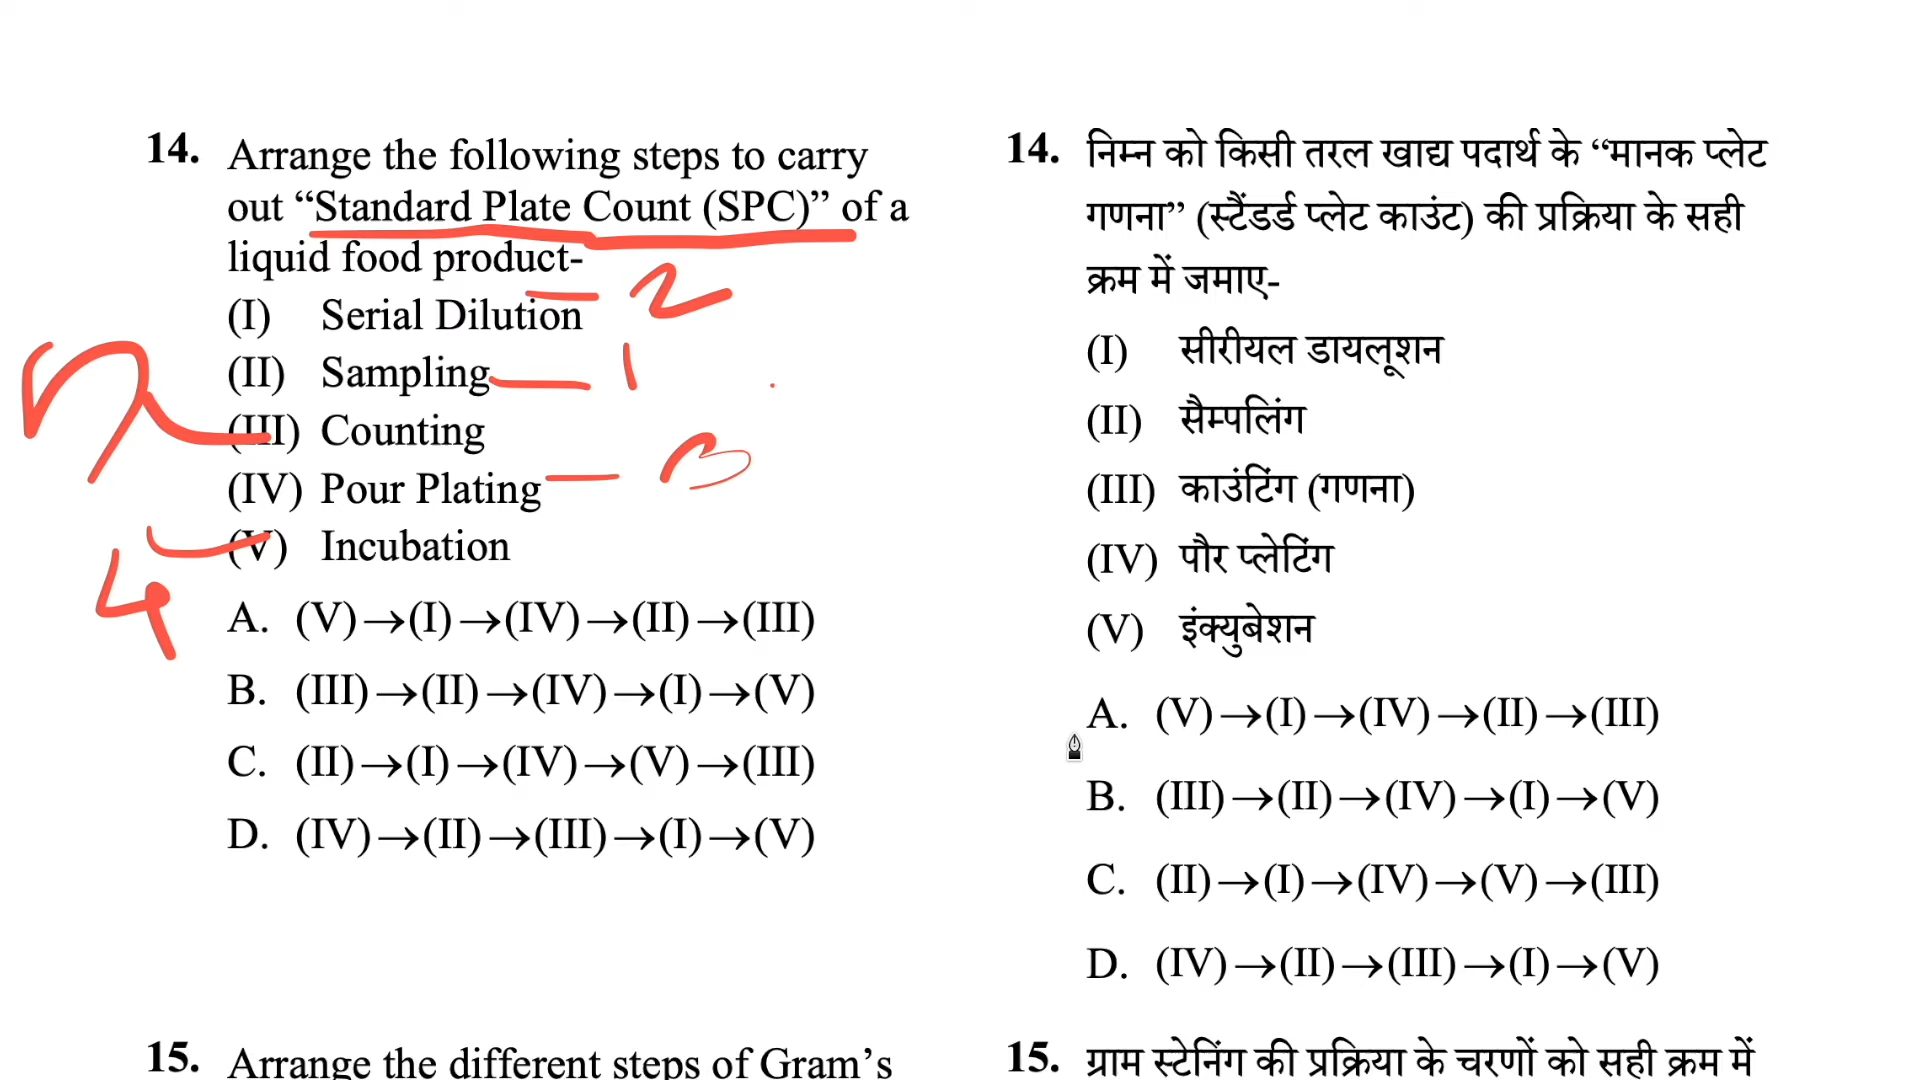 14. Arrange the following steps to carry
out “Standard Plate Count (SPC)” of a
liquid food product-
(I) Serial Dilution 2
(II) Sampling 1
(III) Counting
(IV) Pour Plating 3
(V) Incubation
4
A. (V)→(I)→(IV)→(II)→(III)
B. (III)→(II)→(IV)→(I)→(V)
C. (II)→(I)→(IV)→(V)→(III)
D. (IV)→(II)→(III)→(I)→(V)
15. Arrange the different steps of Gram’s
14. निम्न को किसी तरल खाद्य पदार्थ के “मानक प्लेट
गणना” (स्टैंडर्ड प्लेट काउंट) की प्रक्रिया के सही
क्रम में जमाए-
(I) सीरीयल डायलूशन
(II) सैम्पलिंग
(III) काउंटिंग (गणना)
(IV) पौर प्लेटिंग
(V) इंक्युबेशन
A. (V)→(I)→(IV)→(II)→(III)
B. (III)→(II)→(IV)→(I)→(V)
C. (II)→(I)→(IV)→(V)→(III)
D. (IV)→(II)→(III)→(I)→(V)
15. ग्राम स्टेनिंग की प्रक्रिया के चरणों को सही क्रम में